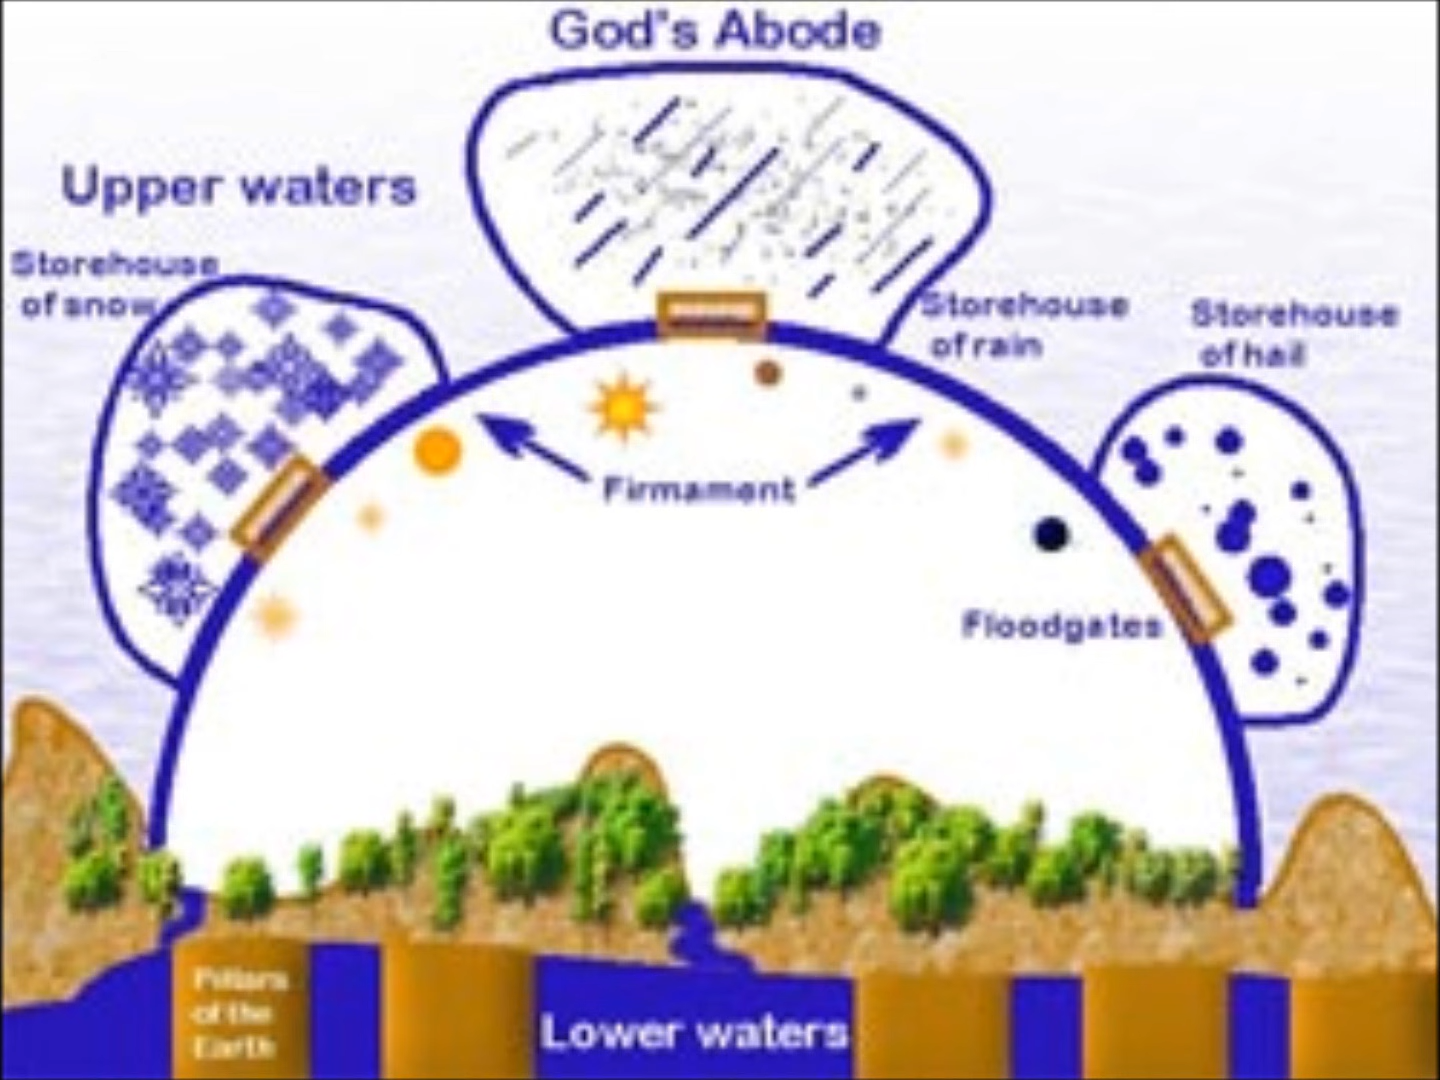 God's Abode
Upper waters
Storehouse
of snow
Storehouse
of rain
Storehouse
of hail
Firmament
Floodgates
Pillars
of the
Earth
Lower waters